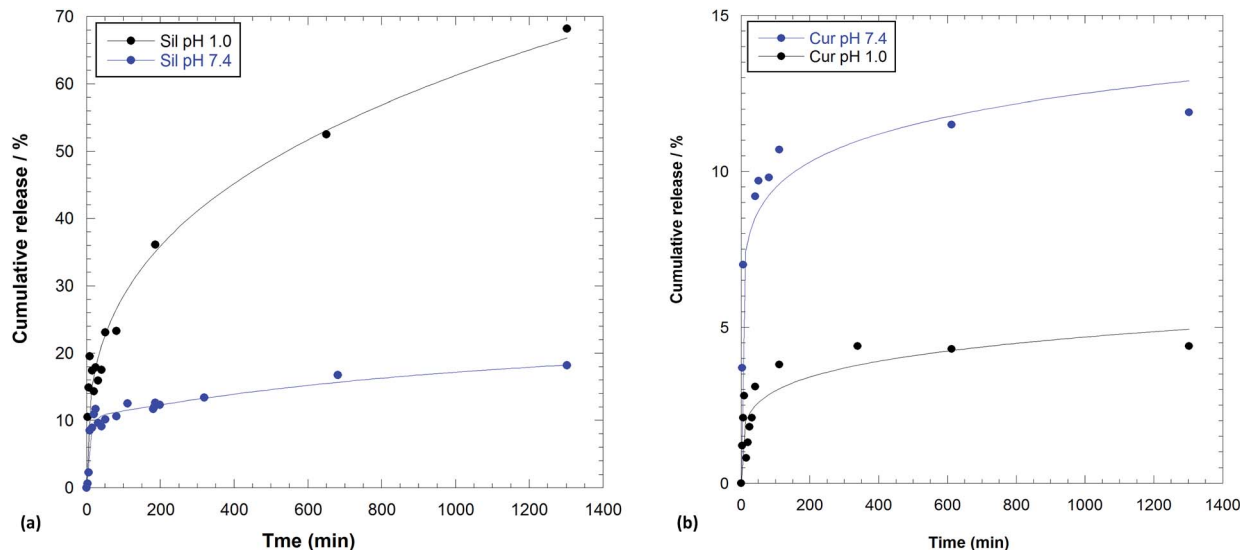 Sil pH 1.0
Sil pH 7.4
Cumulative release / %
70
60
50
40
30
20
10
0
0 200 400 600 800 1000 1200 1400
Tme (min)
(a)
Cur pH 7.4
Cur pH 1.0
Cumulative release / %
15
10
5
0
0 200 400 600 800 1000 1200 1400
Time (min)
(b)